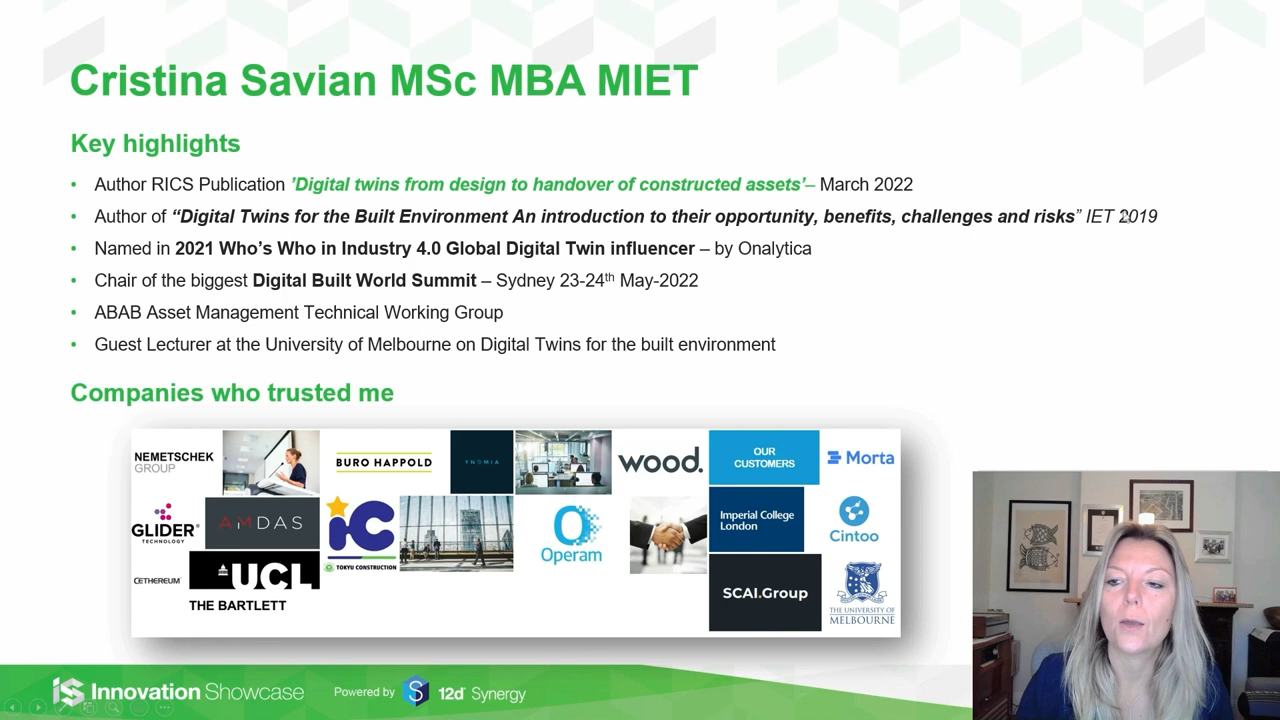 Cristina Savian MSc MBA MIET
Key highlights
• Author RICS Publication ’Digital twins from design to handover of constructed assets’– March 2022
• Author of “Digital Twins for the Built Environment An introduction to their opportunity, benefits, challenges and risks” IET 2019
• Named in 2021 Who’s Who in Industry 4.0 Global Digital Twin influencer – by Onalytica
• Chair of the biggest Digital Built World Summit – Sydney 23-24th May-2022
• ABAB Asset Management Technical Working Group
• Guest Lecturer at the University of Melbourne on Digital Twins for the built environment
Companies who trusted me
NEMETSCHEK
GROUP
BURO HAPPOLD
YNOMIA
wood.
OUR
CUSTOMERS
Morta
GLIDER
TECHNOLOGY
AMDAS
iC
TOKYU CONSTRUCTION
Operam
Imperial College
London
Cintoo
CETHEREUM
UCL
THE BARTLETT
SCAI.Group
THE UNIVERSITY OF
MELBOURNE
iS Innovation Showcase
Powered by
12d Synergy